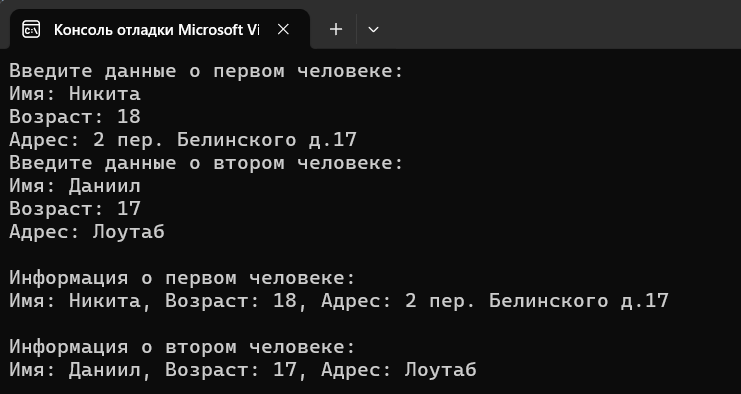 Консоль отладки Microsoft Vi
Введите данные о первом человеке:
Имя: Никита
Возраст: 18
Адрес: 2 пер. Белинского д.17
Введите данные о втором человеке:
Имя: Даниил
Возраст: 17
Адрес: Лоутаб

Информация о первом человеке:
Имя: Никита, Возраст: 18, Адрес: 2 пер. Белинского д.17

Информация о втором человеке:
Имя: Даниил, Возраст: 17, Адрес: Лоутаб